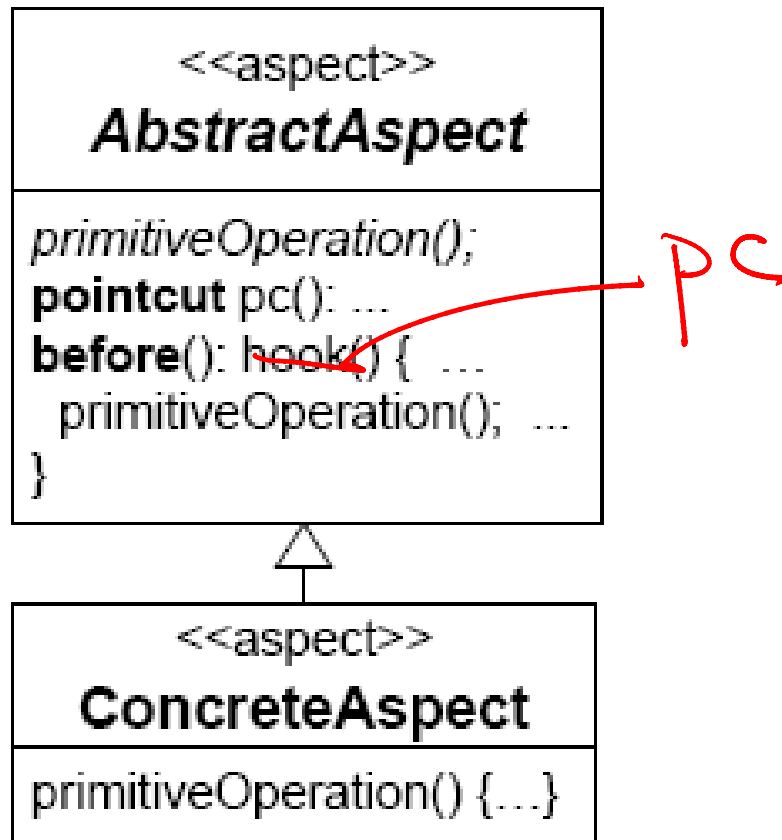 <<aspect>>
AbstractAspect
primitiveOperation();
pointcut pc(): ...
before(): hook() { ...
primitiveOperation(); ...
}
pc
<<aspect>>
ConcreteAspect
primitiveOperation() {...}